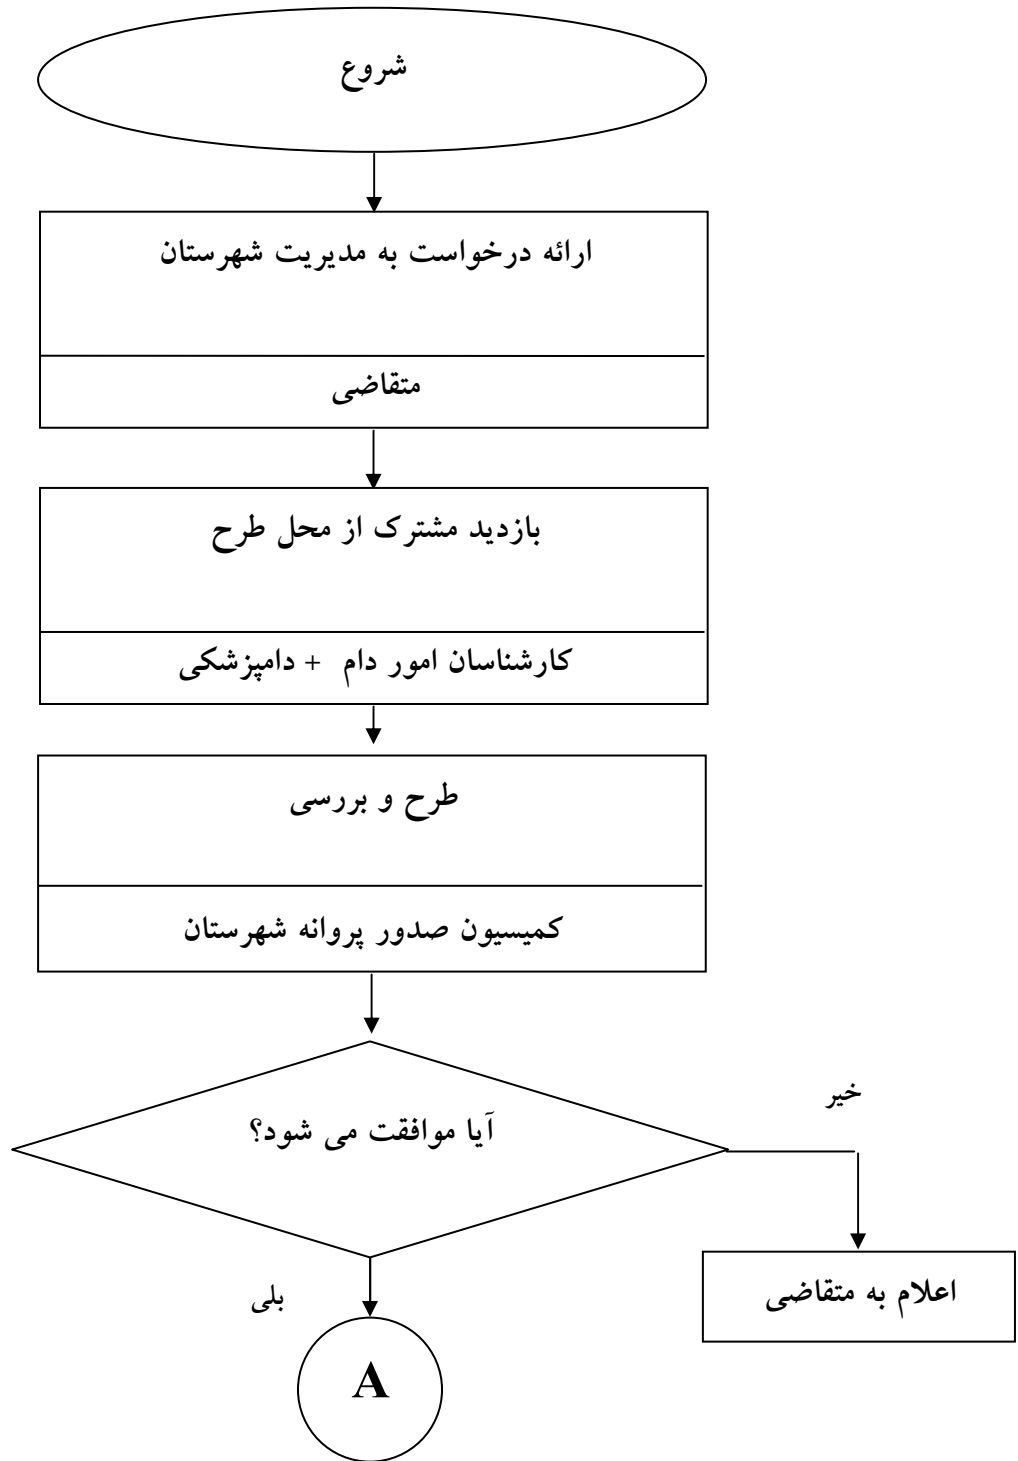 شروع
ارائه درخواست به مدیریت شهرستان
متقاضی
بازدید مشترک از محل طرح
کارشناسان امور دام + دامپزشکی
طرح و بررسی
کمیسیون صدور پروانه شهرستان
آیا موافقت می شود؟
خیر
اعلام به متقاضی
بلی
A